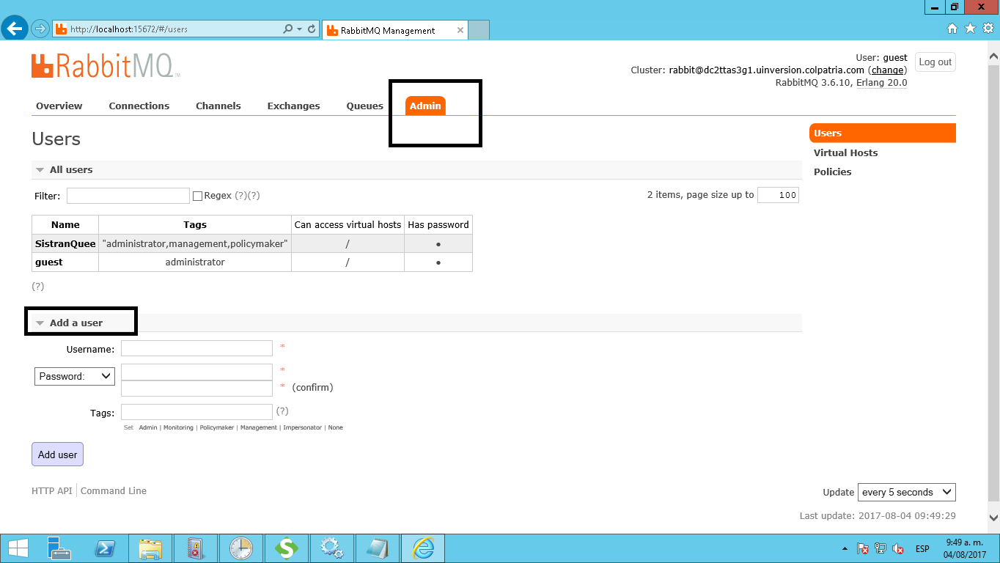 http://localhost:15672/#/users
RabbitMQ Management
RabbitMQ™
User: guest
Log out
Cluster: rabbit@dc2ttas3g1.uinversion.colpatria.com (change)
RabbitMQ 3.6.10, Erlang 20.0
Overview Connections Channels Exchanges Queues Admin
Users
Users
Virtual Hosts
Policies
All users
Filter: Regex (?)(?)
2 items, page size up to 100
Name Tags Can access virtual hosts Has password
SistranQuee "administrator,management,policymaker" / ●
guest administrator / ●
(?)
Add a user
Username: *
Password: *
* (confirm)
Tags: (?)
Set Admin | Monitoring | Policymaker | Management | Impersonator | None
Add user
HTTP API Command Line
Update every 5 seconds
Last update: 2017-08-04 09:49:29
ESP
9:49 a. m.
04/08/2017